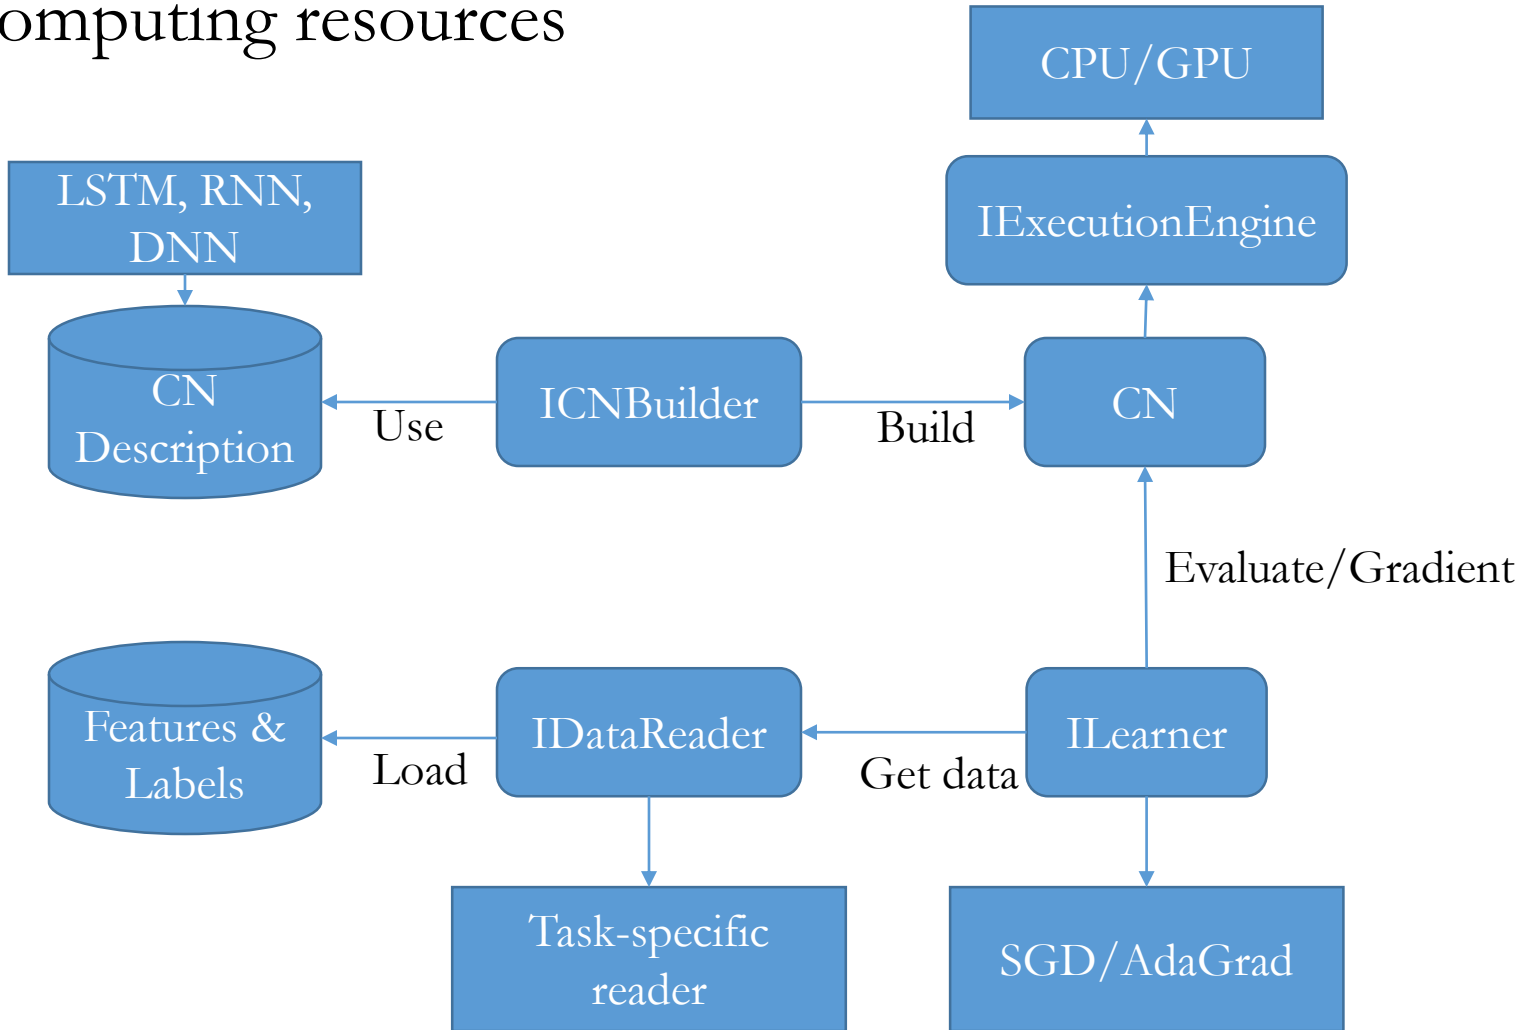 omputing resources
CPU/GPU
LSTM, RNN,
DNN
IExecutionEngine
CN
Description
Use
ICNBuilder
Build
CN
Evaluate/Gradient
Features &
Labels
Load
IDataReader
Get data
ILearner
Task-specific
reader
SGD/AdaGrad